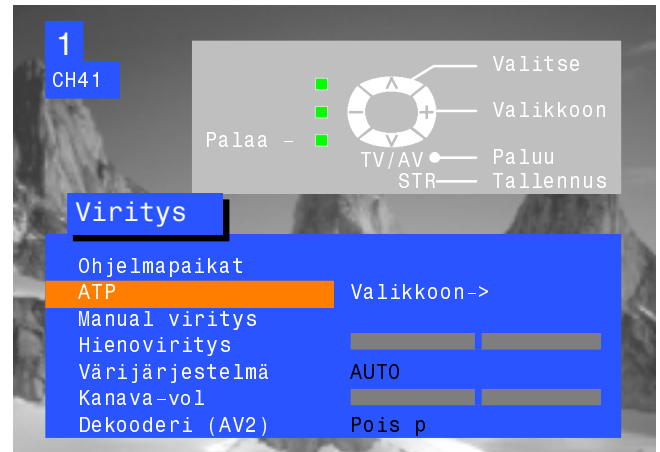 1
CH41
Valitse
Valikkoon
Palaa -
TV/AV Paluu
STR Tallennus
Viritys
Ohjelmapaikat
ATP Valikkoon->
Manual viritys
Hienoviritys
Värijärjestelmä AUTO
Kanava-vol
Dekooderi (AV2) Pois p